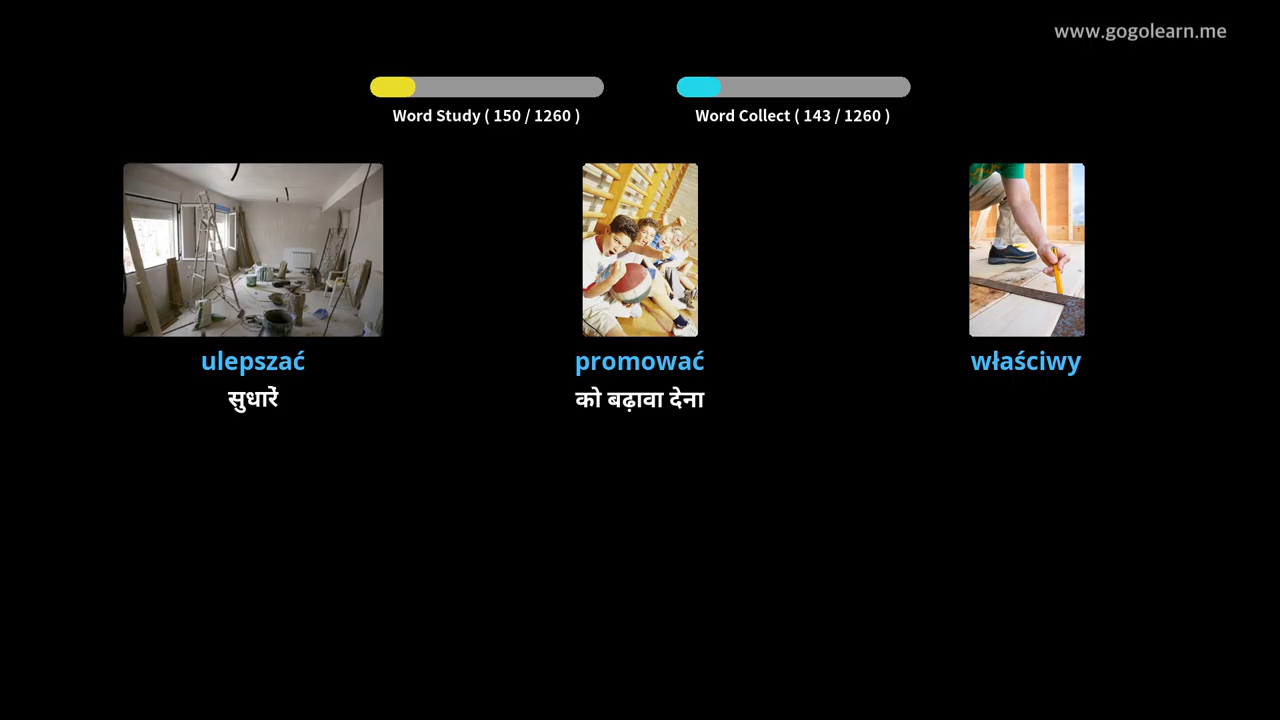 www.gogolearn.me
Word Study ( 150 / 1260 )
Word Collect ( 143 / 1260 )
ulepszać
promować
właściwy
सुधारें
को बढ़ावा देना